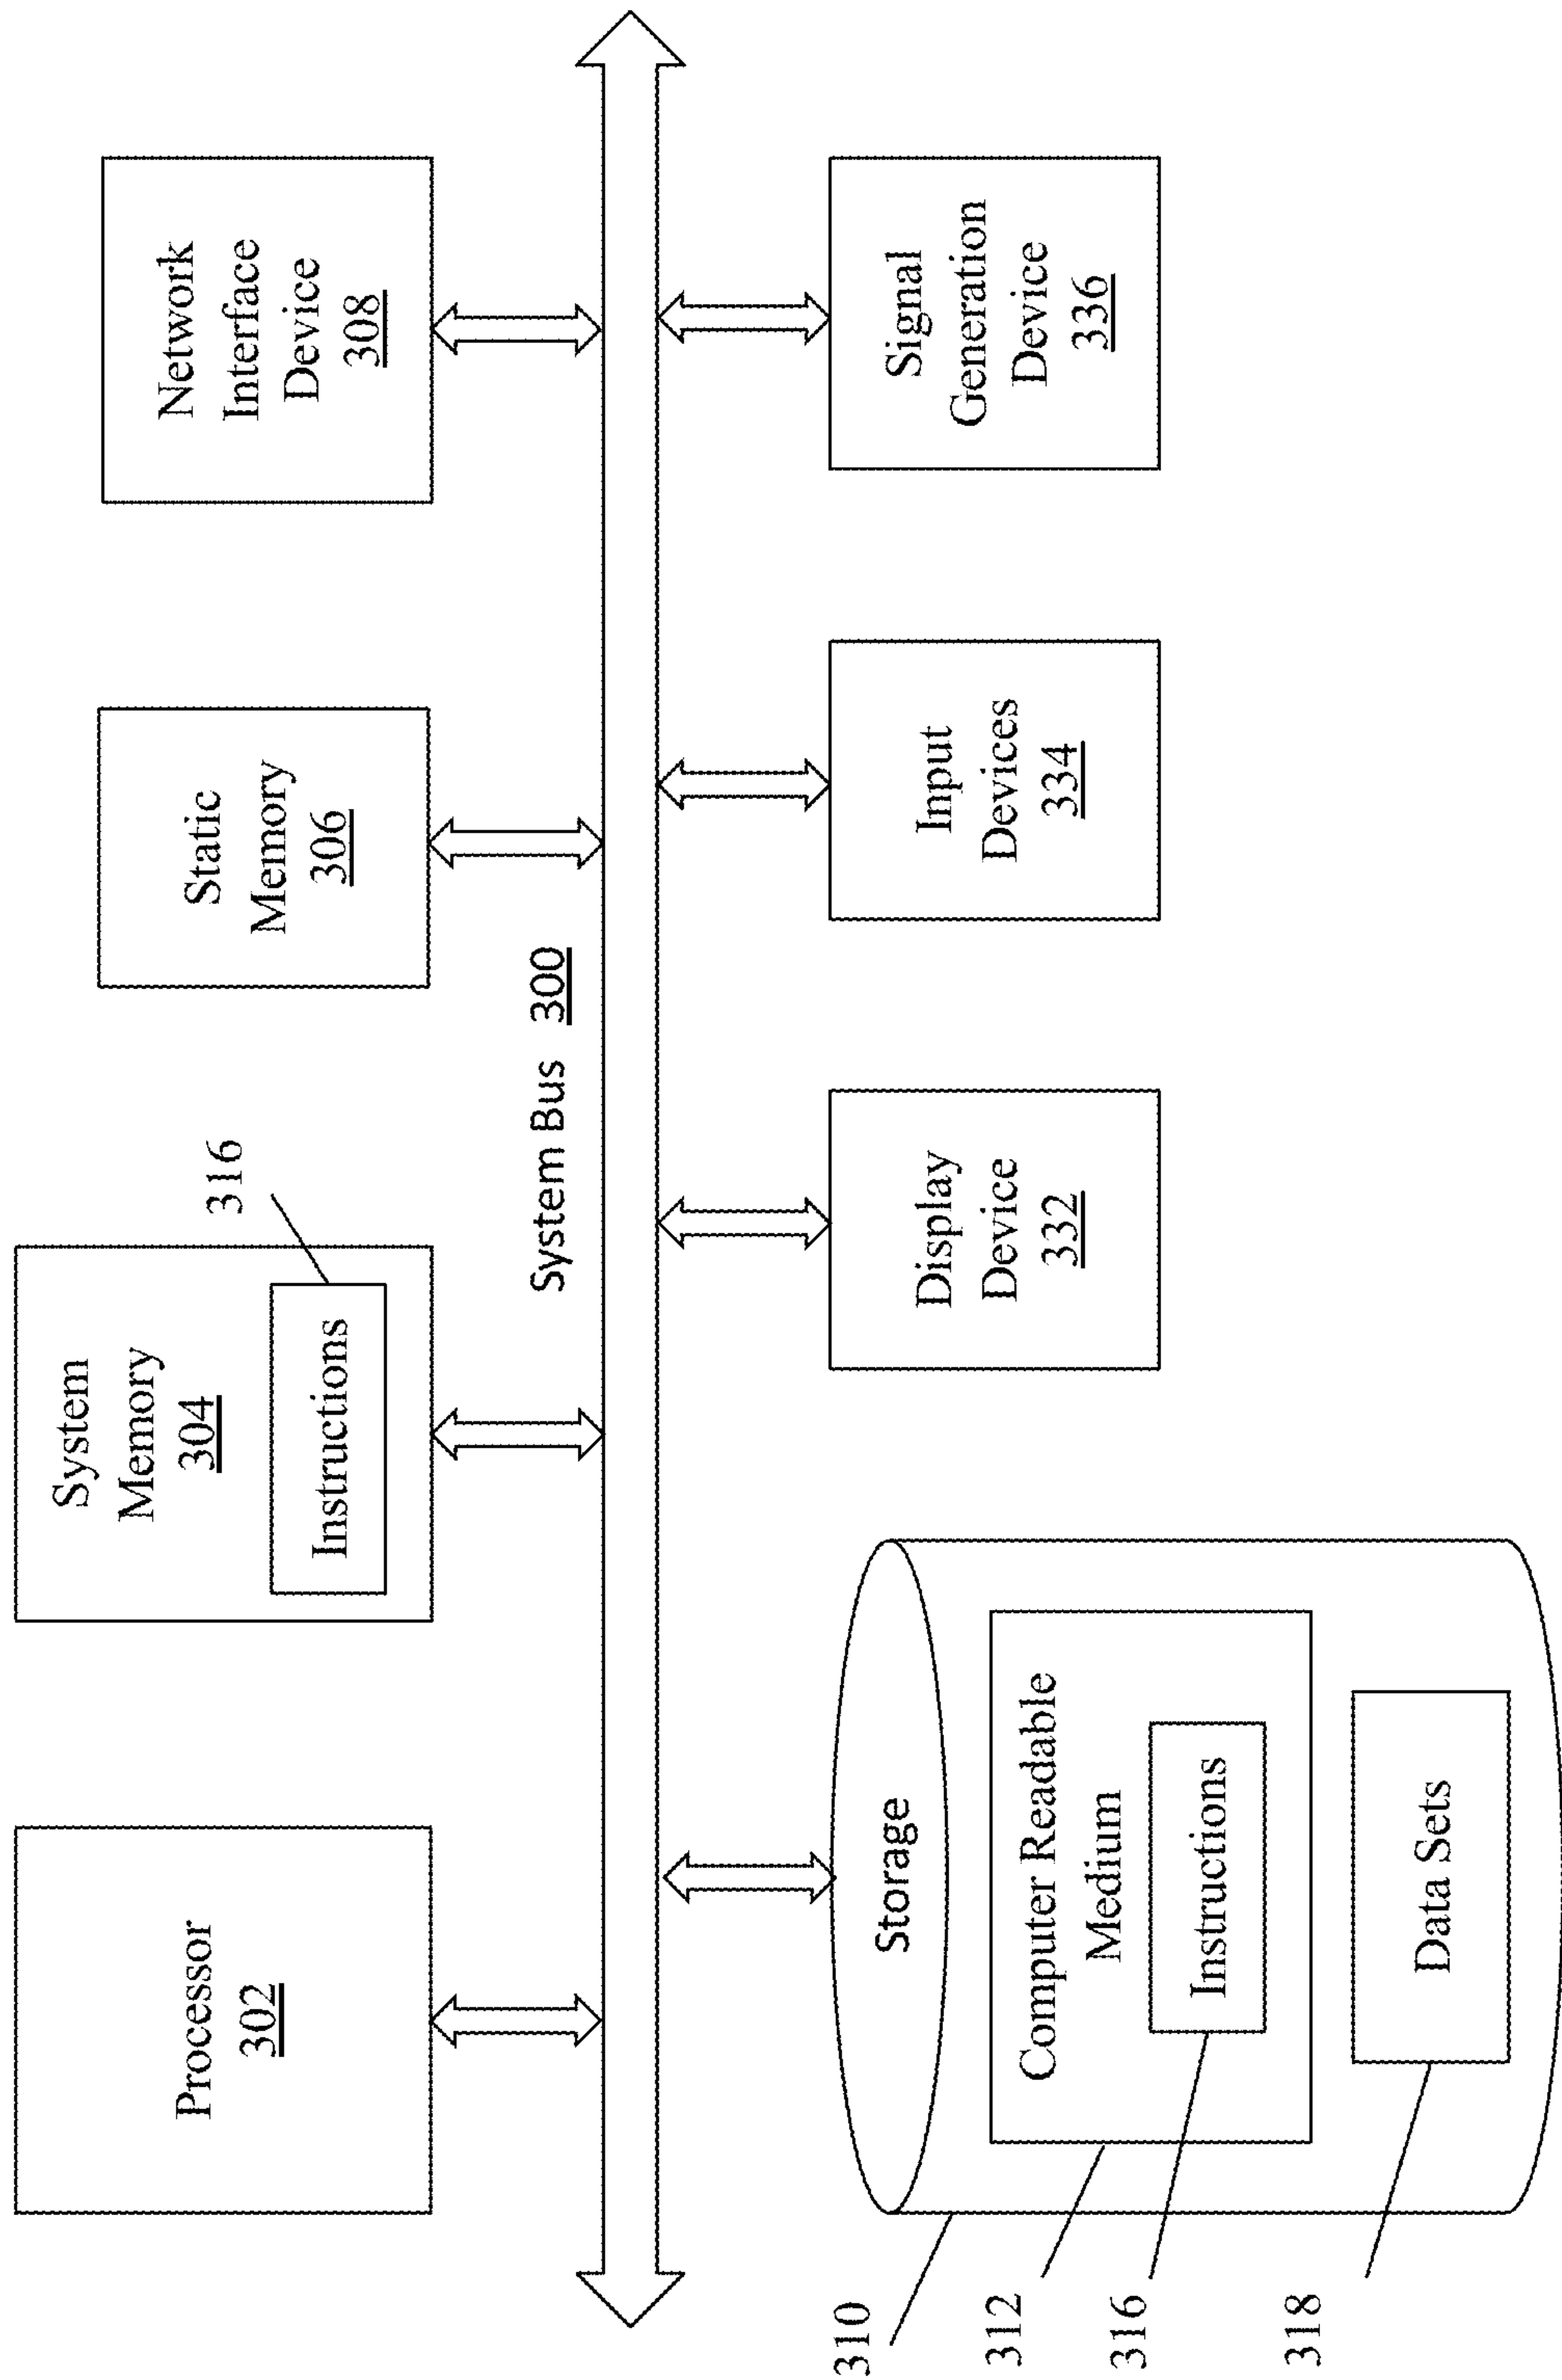 Processor
302
System
Memory
304
Instructions
316
Static
Memory
306
Network
Interface
Device
308
System Bus 300
Storage
Computer Readable
Medium
Instructions
Data Sets
310
312
316
318
Display
Device
332
Input
Devices
334
Signal
Generation
Device
336